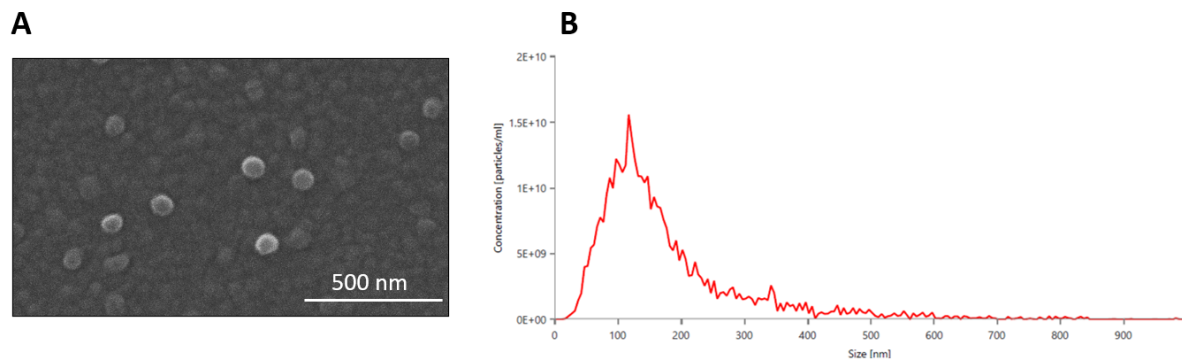 A
B
500 nm
2E+10
1.5E+10
1E+10
5E+09
0E+00
Concentration [particles/ml]
0 100 200 300 400 500 600 700 800 900
Size [nm]